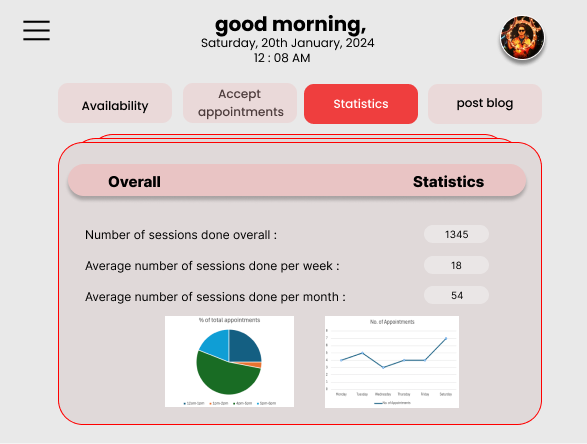 good morning,
Saturday, 20th January, 2024
12 : 08 AM
Availability
Accept
appointments
Statistics
post blog
Overall
Statistics
Number of sessions done overall :
1345
Average number of sessions done per week :
18
Average number of sessions done per month :
54
% of total appointments
No. of Appointments
Monday Tuesday Wednesday Thursday Friday Saturday
No. of Appointments